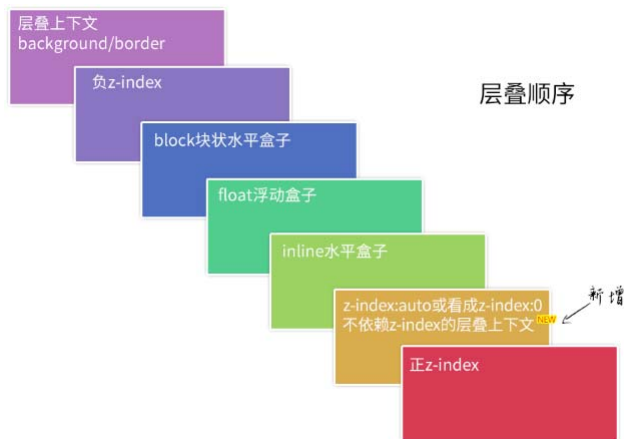 层叠上下文
background/border
负z-index
层叠顺序
block块状水平盒子
float浮动盒子
inline水平盒子
z-index:auto或看成z-index:0
不依赖z-index的层叠上下文
NEW
新增
正z-index